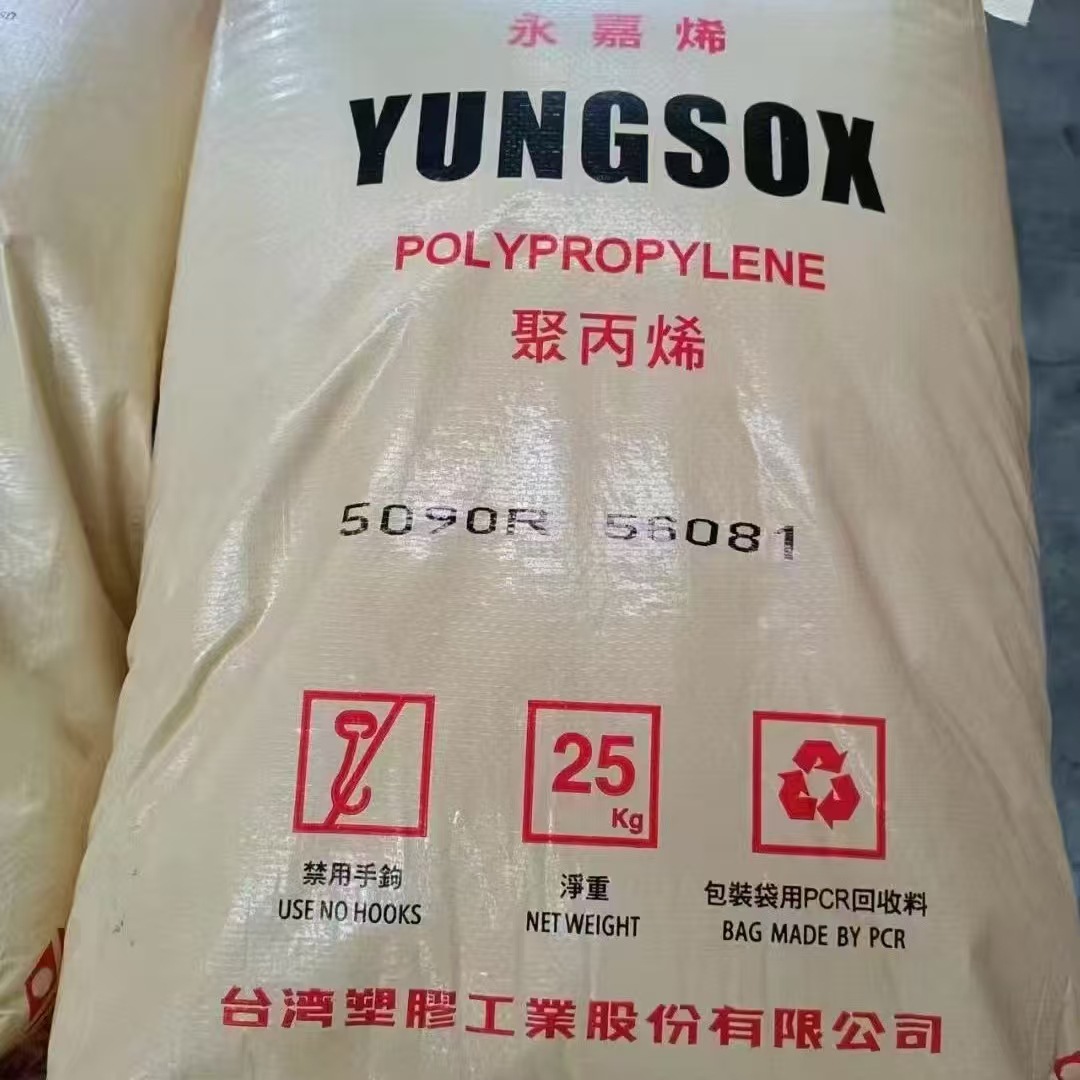 永嘉烯
YUNGSOX
POLYPROPYLENE
聚丙烯
5090R 56081
25
Kg
禁用手鉤
USE NO HOOKS
淨重
NET WEIGHT
包裝袋用PCR回收料
BAG MADE BY PCR
台湾塑膠工業股份有限公司